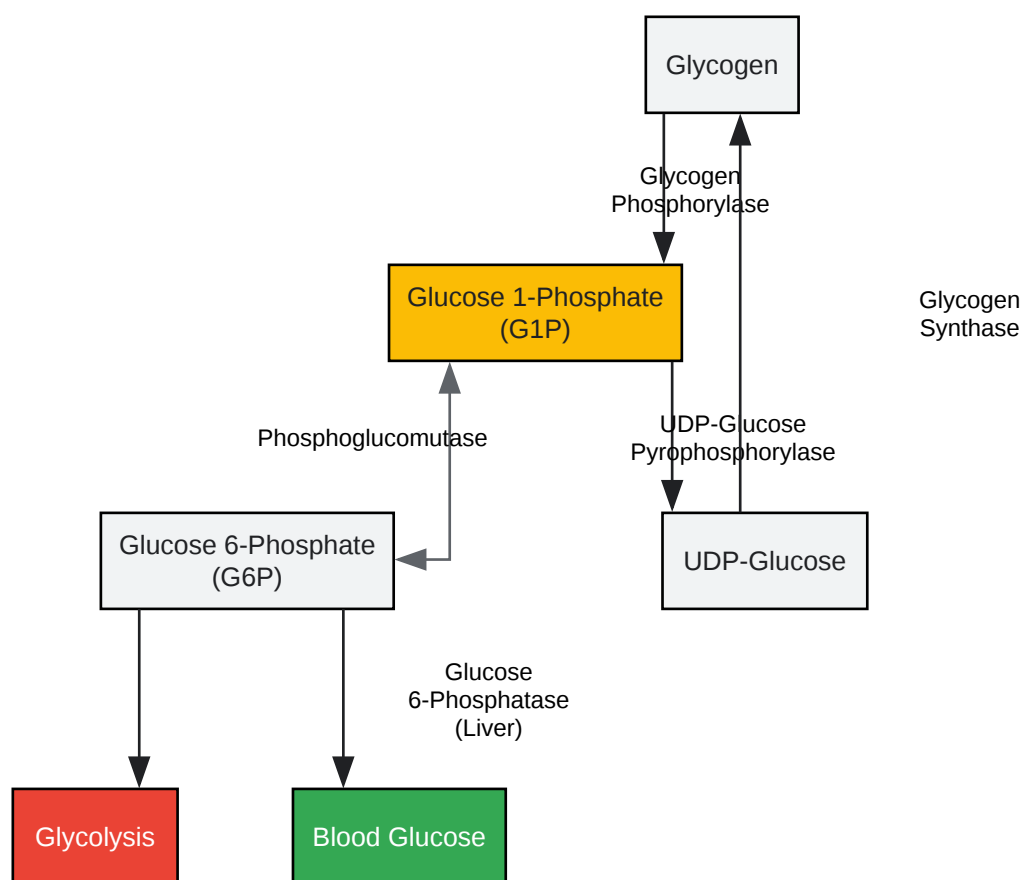 Glycogen
Glycogen
Phosphorylase
Glucose 1-Phosphate
(G1P)
Glycogen
Synthase
Phosphoglucomutase
UDP-Glucose
Pyrophosphorylase
Glucose 6-Phosphate
(G6P)
UDP-Glucose
Glucose
6-Phosphatase
(Liver)
Glycolysis
Blood Glucose